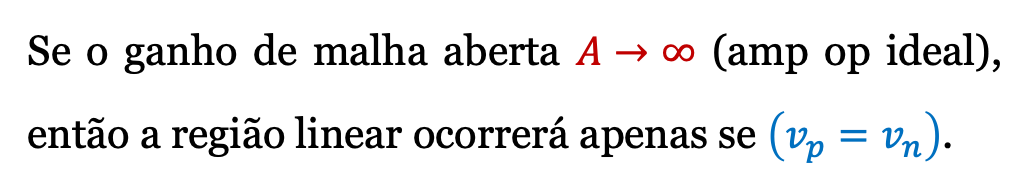 Se o ganho de malha aberta A → ∞ (amp op ideal),
então a região linear ocorrerá apenas se (vₚ = vₙ).